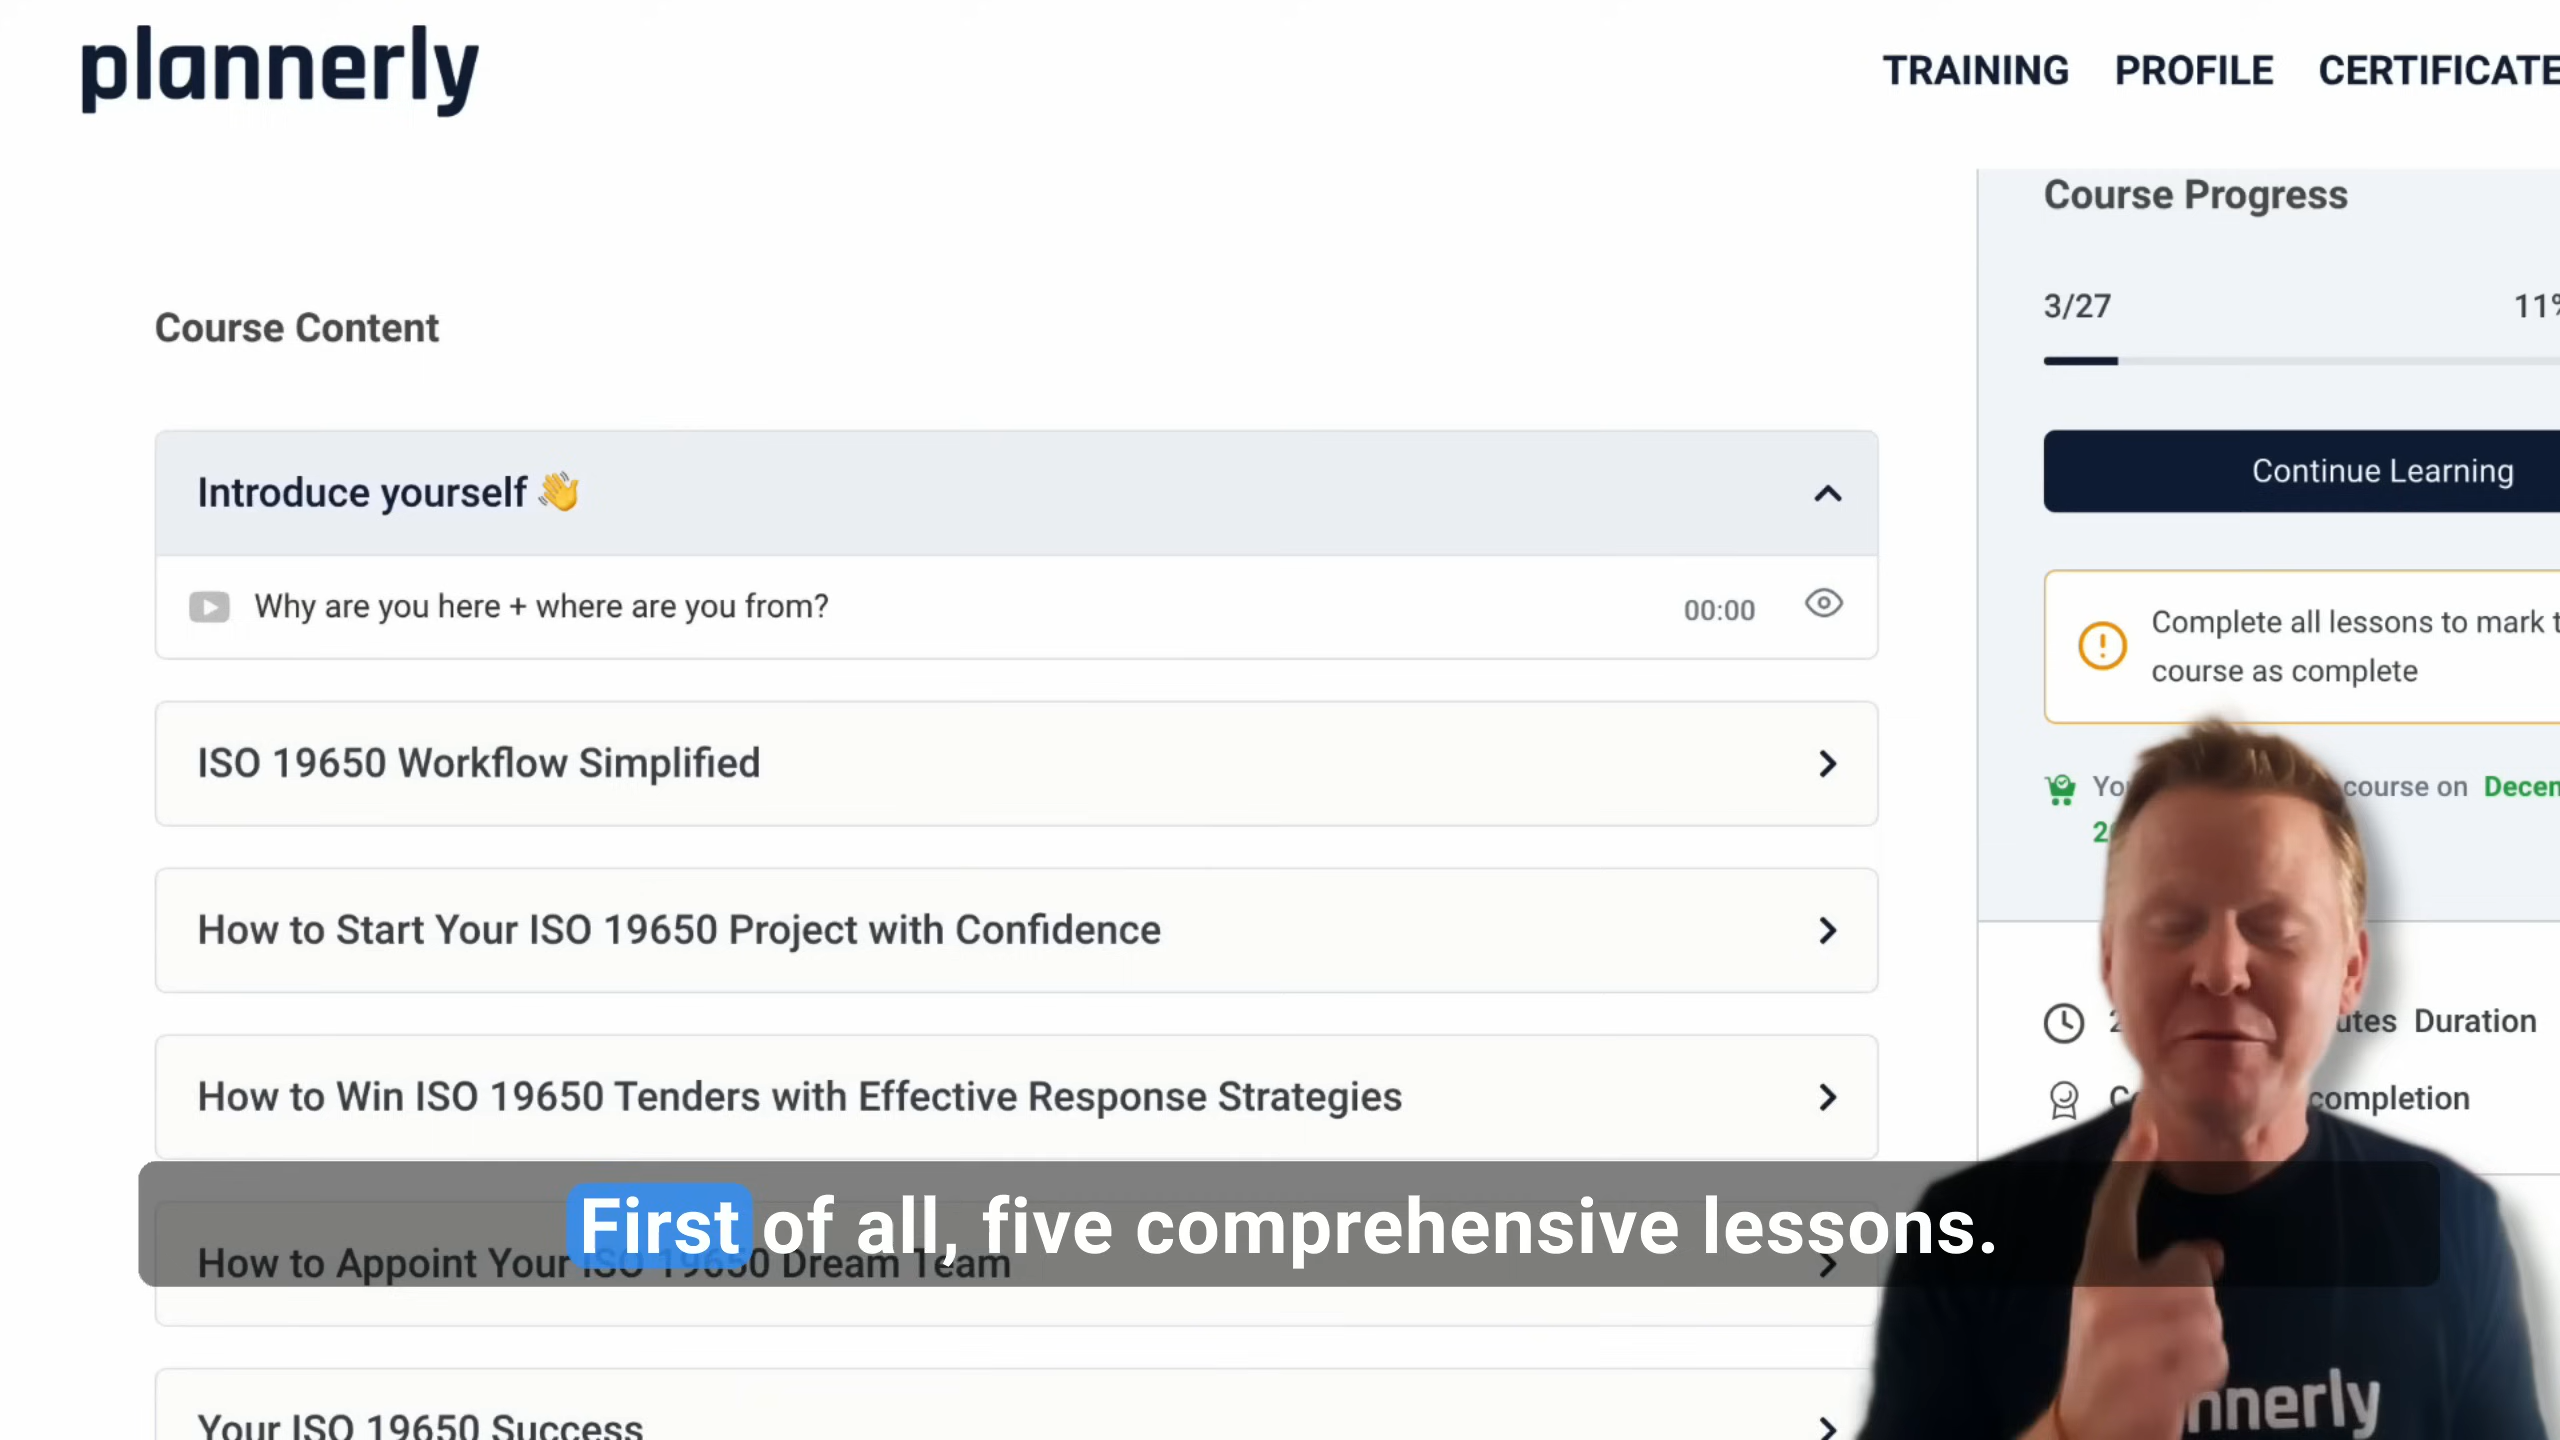 plannerly
TRAINING PROFILE CERTIFICATE
Course Progress
3/27 11%
Course Content
Continue Learning
Introduce yourself 👋
Why are you here + where are you from?
00:00
Complete all lessons to mark t
course as complete
ISO 19650 Workflow Simplified
course on Decem
How to Start Your ISO 19650 Project with Confidence
Duration
How to Win ISO 19650 Tenders with Effective Response Strategies
completion
First of all, five comprehensive lessons.
How to Appoint Your ISO 19650 Dream Team
Your ISO 19650 Success
nnerly